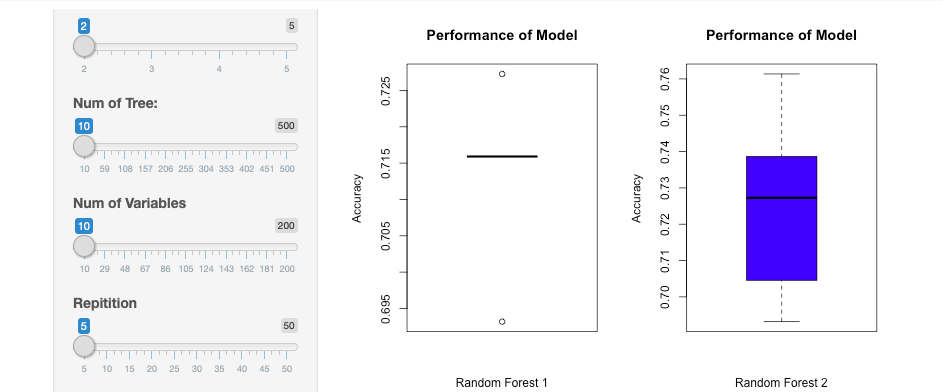 2 5
2 3 4 5
Num of Tree:
10 500
10 59 108 157 206 255 304 353 402 451 500
Num of Variables
10 200
10 29 48 67 86 105 124 143 162 181 200
Repitition
5 50
5 10 15 20 25 30 35 40 45 50
Performance of Model
Accuracy
0.725
0.715
0.705
0.695
Random Forest 1
Performance of Model
Accuracy
0.76
0.75
0.74
0.73
0.72
0.71
0.70
Random Forest 2